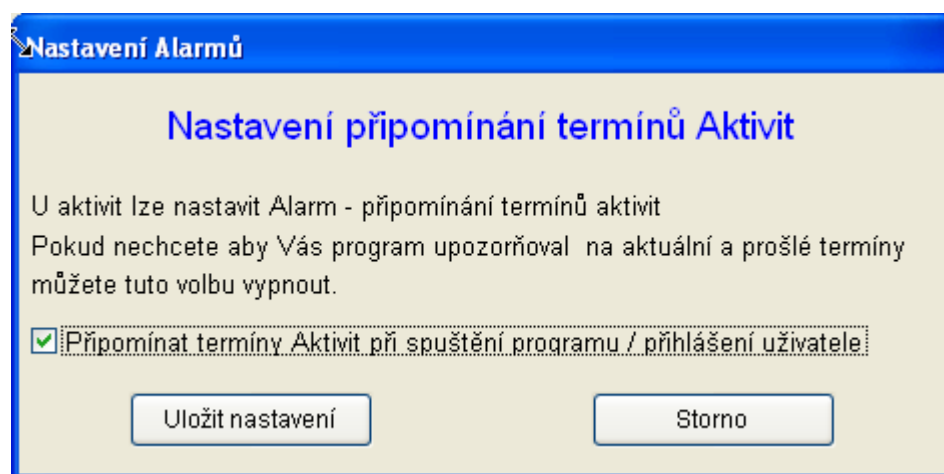 Nastavení Alarmů
Nastavení připomínání termínů Aktivit
U aktivit lze nastavit Alarm - připomínání termínů aktivit
Pokud nechcete aby Vás program upozorňoval  na aktuální a prošlé termíny
můžete tuto volbu vypnout.
Připomínat termíny Aktivit při spuštění programu / přihlášení uživatele
Uložit nastavení
Storno